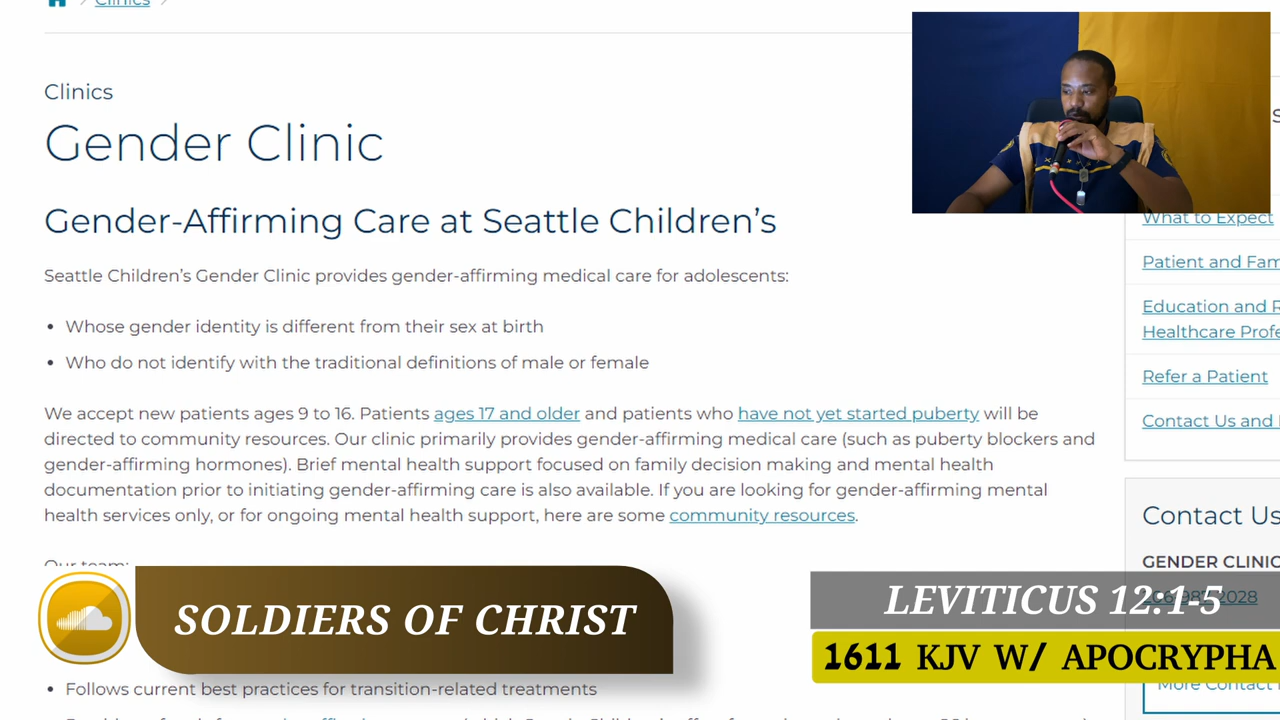 Clinics
Clinics
Gender Clinic
Gender-Affirming Care at Seattle Children's
Seattle Children's Gender Clinic provides gender-affirming medical care for adolescents:
• Whose gender identity is different from their sex at birth
• Who do not identify with the traditional definitions of male or female
We accept new patients ages 9 to 16. Patients ages 17 and older and patients who have not yet started puberty will be
directed to community resources. Our clinic primarily provides gender-affirming medical care (such as puberty blockers and
gender-affirming hormones). Brief mental health support focused on family decision making and mental health
documentation prior to initiating gender-affirming care is also available. If you are looking for gender-affirming mental
health services only, or for ongoing mental health support, here are some community resources.
Our team:
• Follows current best practices for transition-related treatments
What to Expect
Patient and Fam
Education and R
Healthcare Profe
Refer a Patient
Contact Us and
Contact Us
GENDER CLINIC
More Contact
SOLDIERS OF CHRIST
LEVITICUS 12:1-5
1611 KJV W/ APOCRYPHA